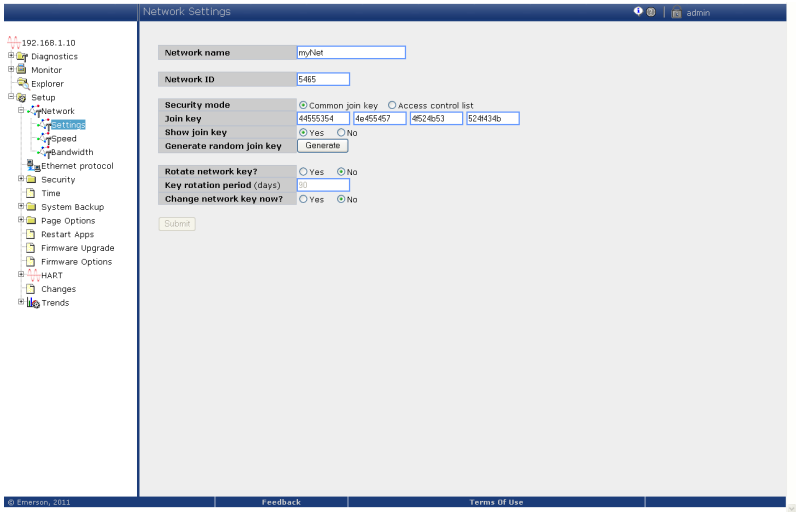 Network Settings
admin
192.168.1.10
Diagnostics
Monitor
Explorer
Setup
Network
Settings
Speed
Bandwidth
Ethernet protocol
Security
Time
System Backup
Page Options
Restart Apps
Firmware Upgrade
Firmware Options
HART
Changes
Trends
Network name myNet
Network ID 5465
Security mode Common join key Access control list
Join key 44555354 4e455457 4f524b53 524f434b
Show join key Yes No
Generate random join key Generate
Rotate network key? Yes No
Key rotation period (days) 90
Change network key now? Yes No
Submit
© Emerson, 2011 Feedback Terms Of Use